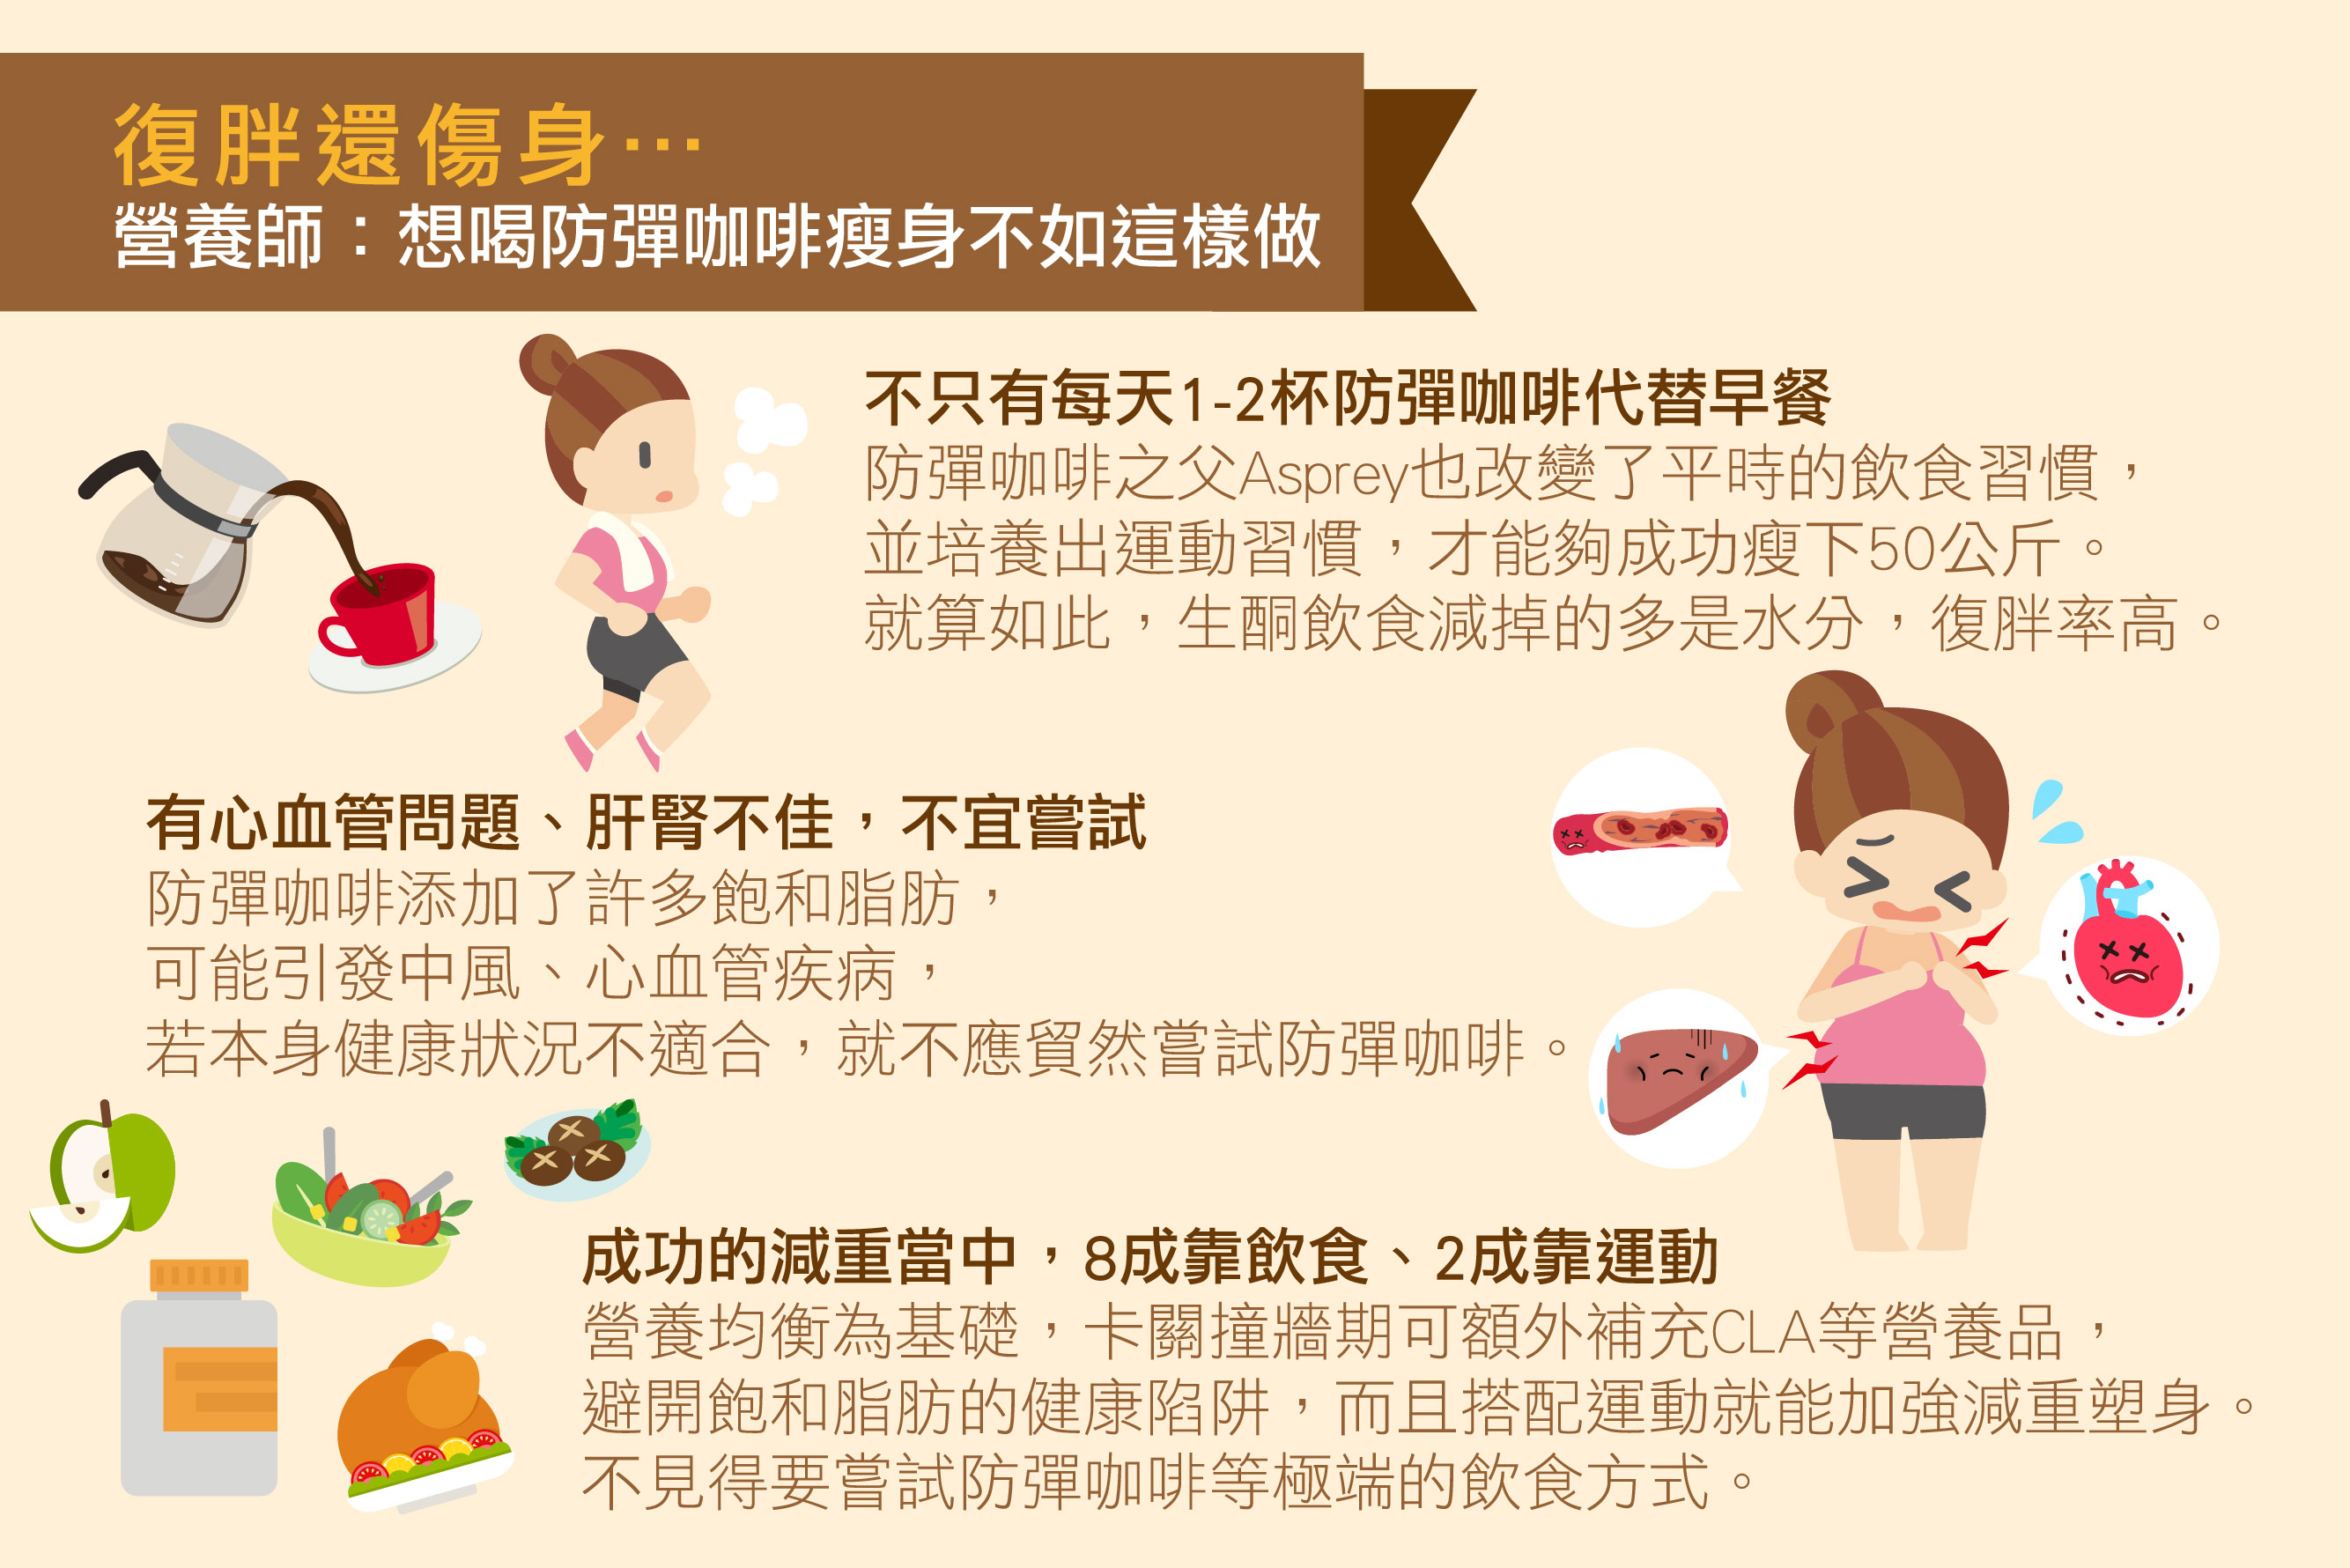 復胖還傷身…
營養師：想喝防彈咖啡瘦身不如這樣做
不只有每天1-2杯防彈咖啡代替早餐
防彈咖啡之父Asprey也改變了平時的飲食習慣，
並培養出運動習慣，才能夠成功瘦下50公斤。
就算如此，生酮飲食減掉的多是水分，復胖率高。
有心血管問題、肝腎不佳，不宜嘗試
防彈咖啡添加了許多飽和脂肪，
可能引發中風、心血管疾病，
若本身健康狀況不適合，就不應貿然嘗試防彈咖啡。
成功的減重當中，8成靠飲食、2成靠運動
營養均衡為基礎，卡關撞牆期可額外補充CLA等營養品，
避開飽和脂肪的健康陷阱，而且搭配運動就能加強減重塑身。
不見得要嘗試防彈咖啡等極端的飲食方式。